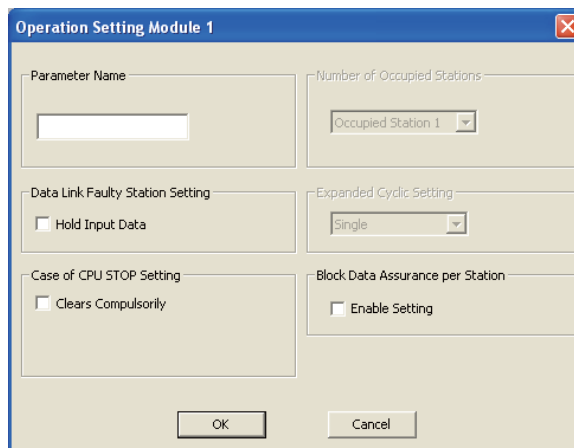 Operation Setting Module 1
Parameter Name
Number of Occupied Stations
Occupied Station 1
Data Link Faulty Station Setting
Hold Input Data
Expanded Cyclic Setting
Single
Case of CPU STOP Setting
Clears Compulsorily
Block Data Assurance per Station
Enable Setting
OK
Cancel